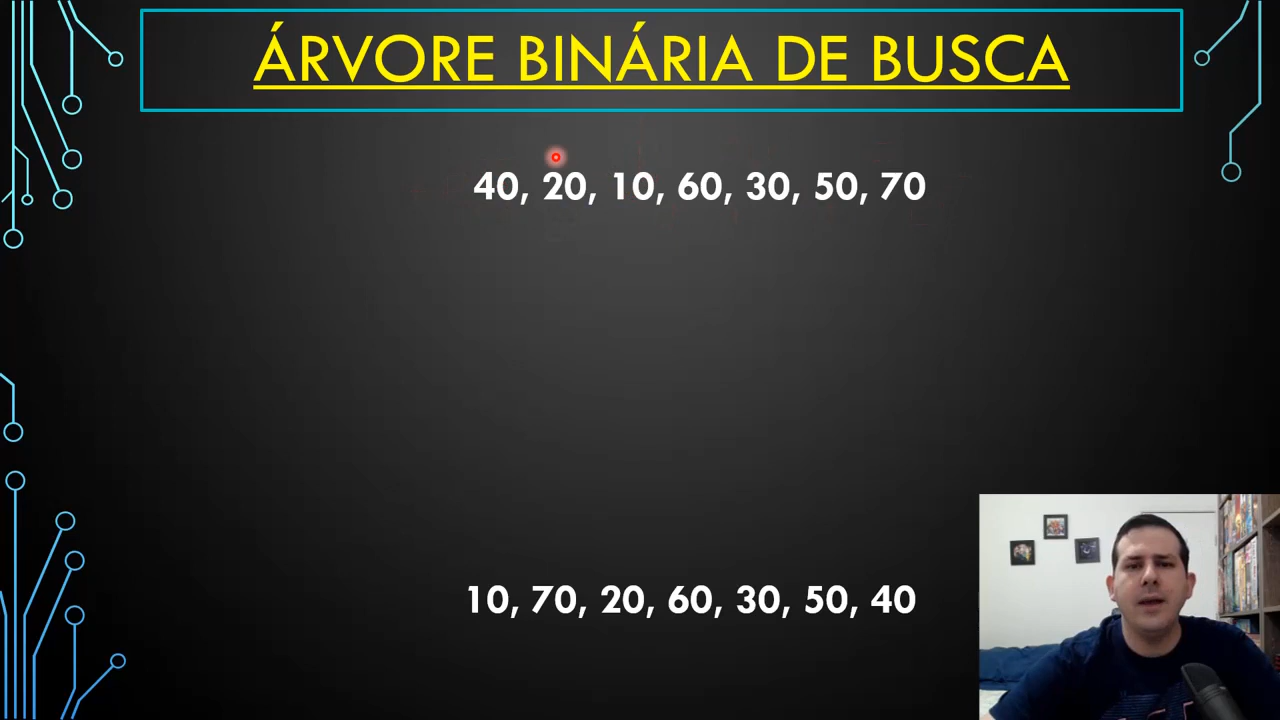 ÁRVORE BINÁRIA DE BUSCA
40, 20, 10, 60, 30, 50, 70
10, 70, 20, 60, 30, 50, 40